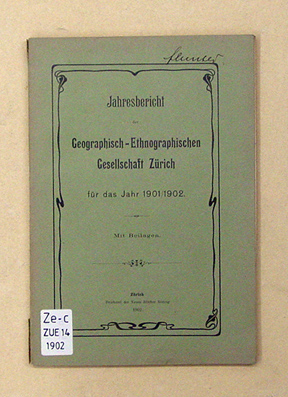 Jahresbericht
der
Geographisch-Ethnographischen
Gesellschaft Zürich
für das Jahr 1901/1902.
Mit Beilagen.
Zürich
1902.
Ze-c
ZUE 14
1902